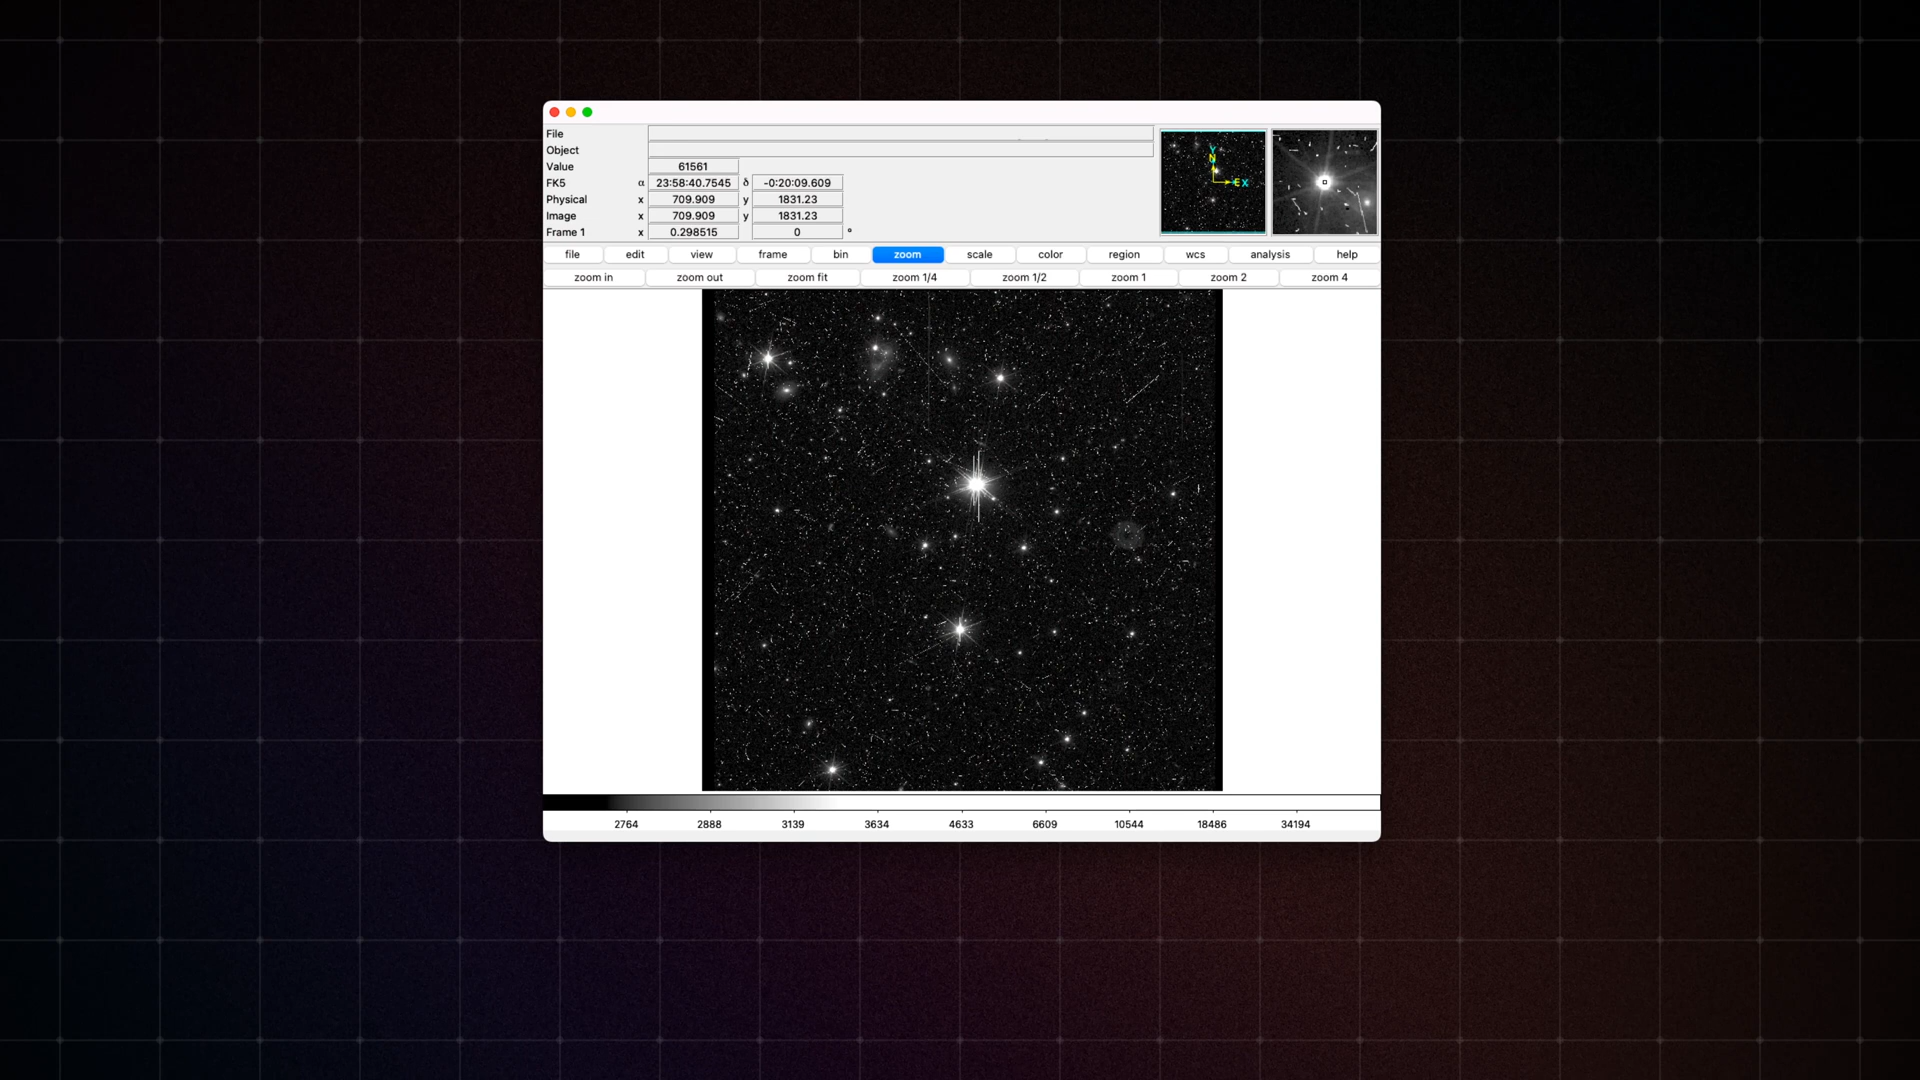 File
Object
Value 61561
FK5 α 23:58:40.7545 δ -0:20:09.609
Physical x 709.909 y 1831.23
Image x 709.909 y 1831.23
Frame 1 x 0.298515 0 °
Y
N
E X
file edit view frame bin zoom scale color region wcs analysis help
zoom in zoom out zoom fit zoom 1/4 zoom 1/2 zoom 1 zoom 2 zoom 4
2764 2888 3139 3634 4633 6609 10544 18486 34194